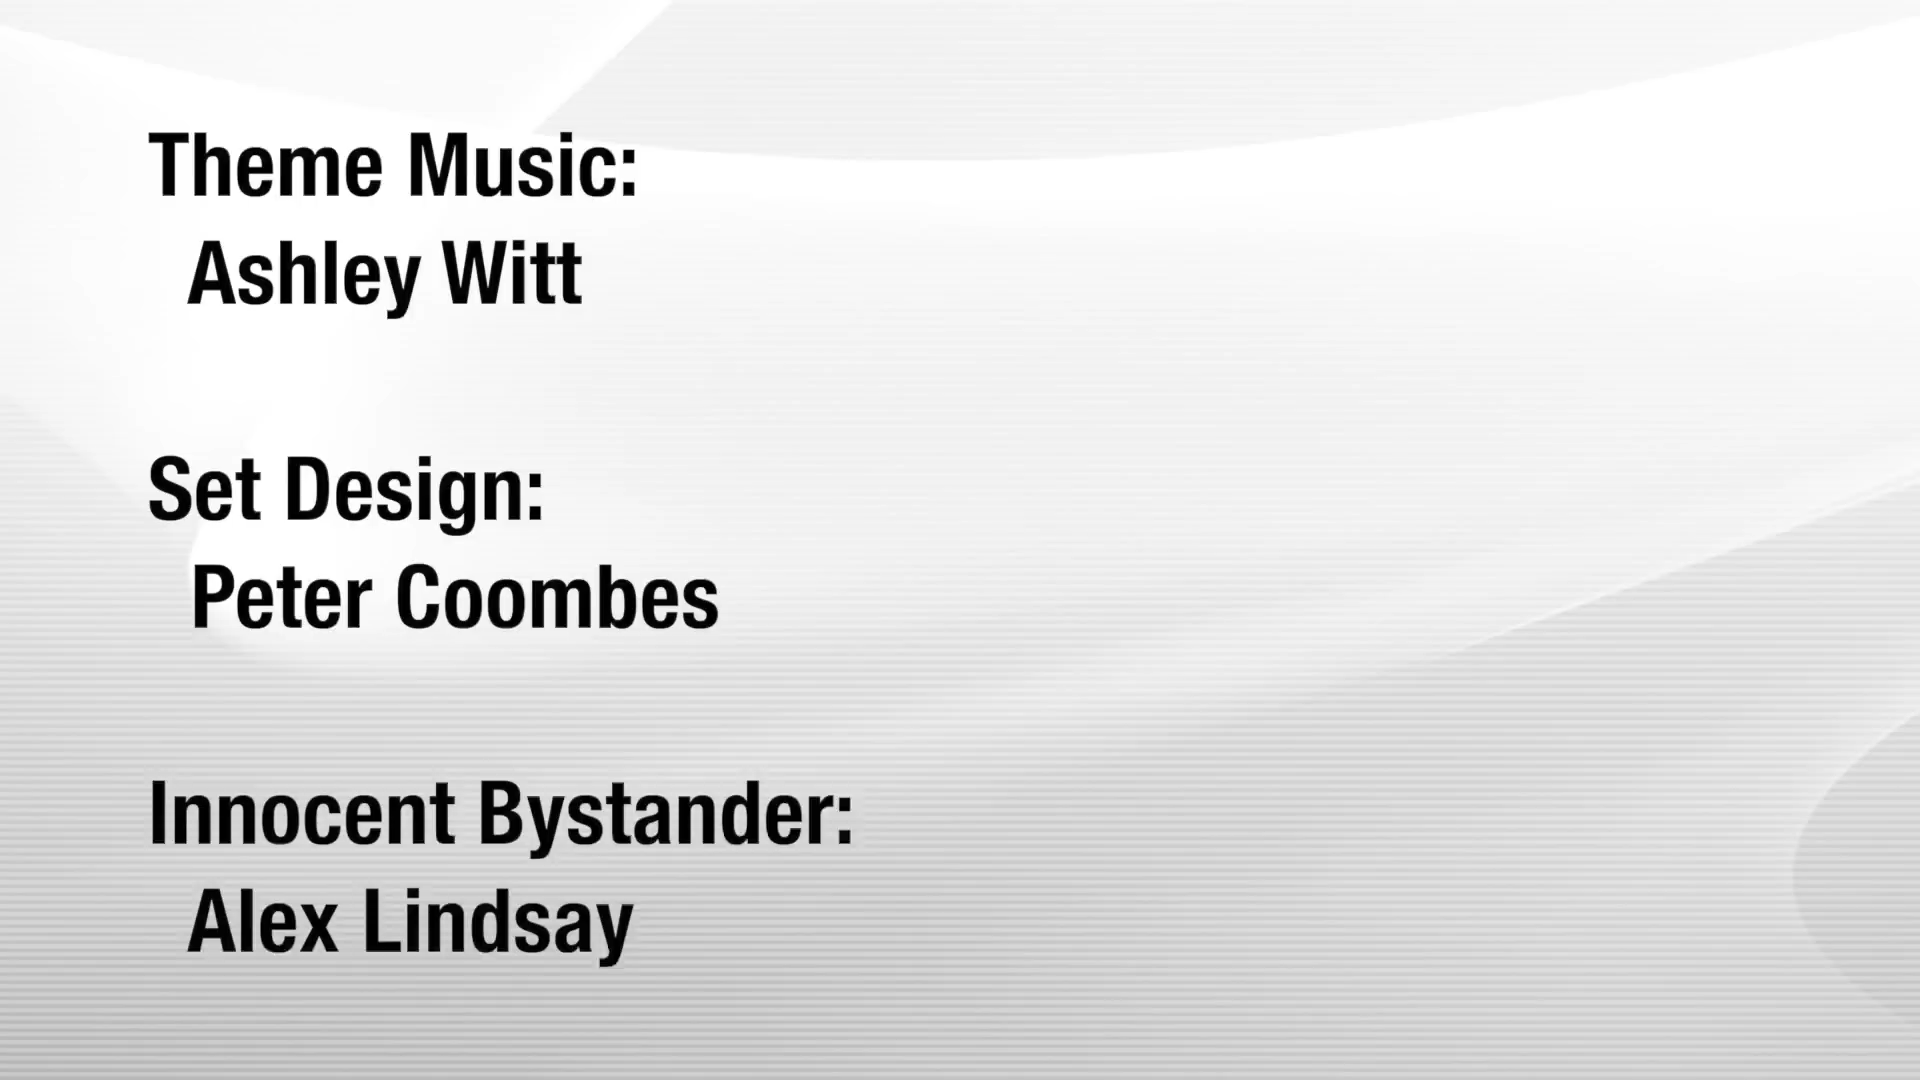 Theme Music:
Ashley Witt
Set Design:
Peter Coombes
Innocent Bystander:
Alex Lindsay